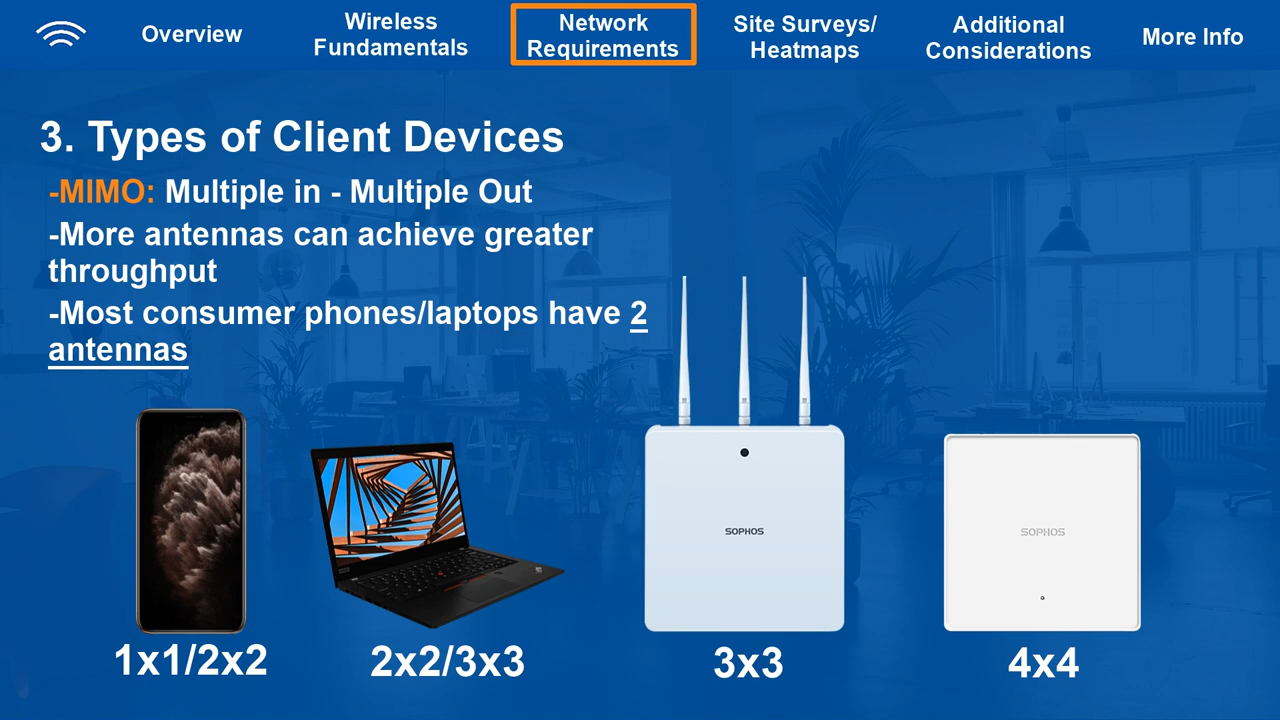 Overview
Wireless
Fundamentals
Network
Requirements
Site Surveys/
Heatmaps
Additional
Considerations
More Info
3. Types of Client Devices
-MIMO: Multiple in - Multiple Out
-More antennas can achieve greater
throughput
-Most consumer phones/laptops have 2
antennas
SOPHOS
SOPHOS
1x1/2x2
2x2/3x3
3x3
4x4